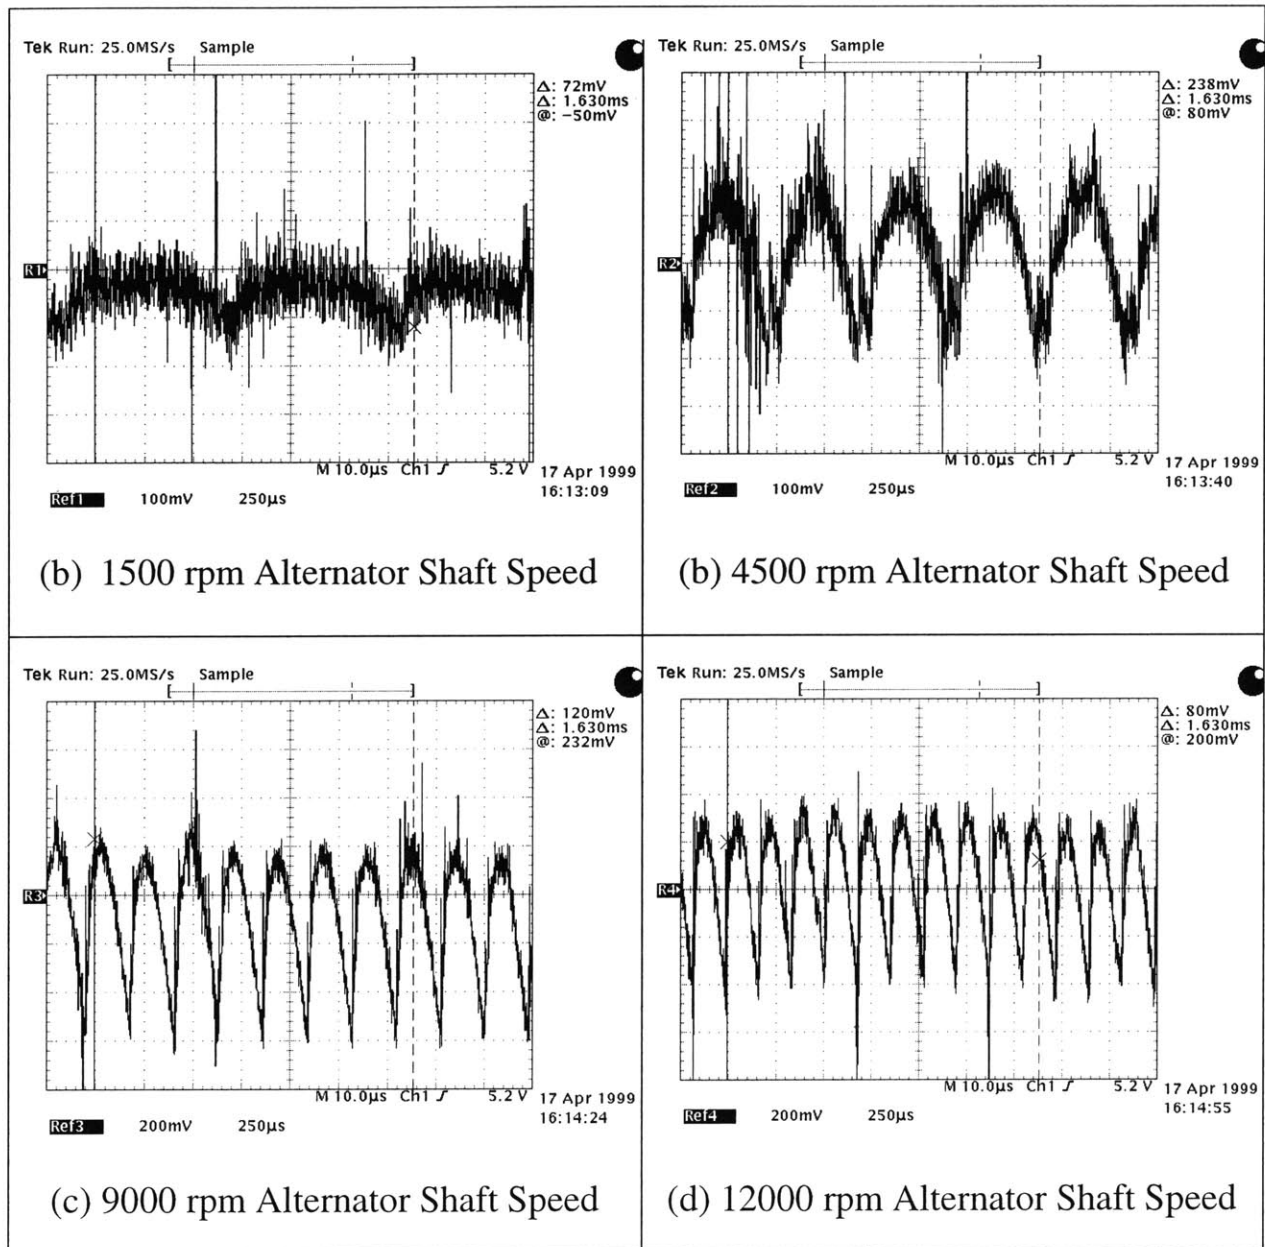 Tek Run: 25.0MS/s Sample
Δ: 72mV
Δ: 1.630ms
@: −50mV
R1
M 10.0µs Ch1 ƒ 5.2 V
17 Apr 1999
16:13:09
Ref1 100mV 250µs
(b) 1500 rpm Alternator Shaft Speed
Tek Run: 25.0MS/s Sample
Δ: 238mV
Δ: 1.630ms
@: 80mV
R2
M 10.0µs Ch1 ƒ 5.2 V
17 Apr 1999
16:13:40
Ref2 100mV 250µs
(b) 4500 rpm Alternator Shaft Speed
Tek Run: 25.0MS/s Sample
Δ: 120mV
Δ: 1.630ms
@: 232mV
R3
M 10.0µs Ch1 ƒ 5.2 V
17 Apr 1999
16:14:24
Ref3 200mV 250µs
(c) 9000 rpm Alternator Shaft Speed
Tek Run: 25.0MS/s Sample
Δ: 80mV
Δ: 1.630ms
@: 200mV
R4
M 10.0µs Ch1 ƒ 5.2 V
17 Apr 1999
16:14:55
Ref4 200mV 250µs
(d) 12000 rpm Alternator Shaft Speed